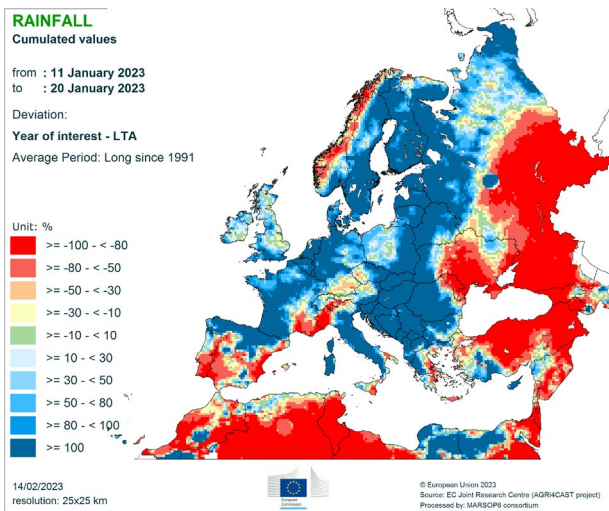 RAINFALL
Cumulated values
from : 11 January 2023
to : 20 January 2023
Deviation:
Year of interest - LTA
Average Period: Long since 1991
Unit: %
>= -100 - < -80
>= -80 - < -50
>= -50 - < -30
>= -30 - < -10
>= -10 - < 10
>= 10 - < 30
>= 30 - < 50
>= 50 - < 80
>= 80 - < 100
>= 100
14/02/2023
resolution: 25x25 km
European
Commission
© European Union 2023
Source: EC Joint Research Centre (AGRI4CAST project)
Processed by: MARSOP6 consortium